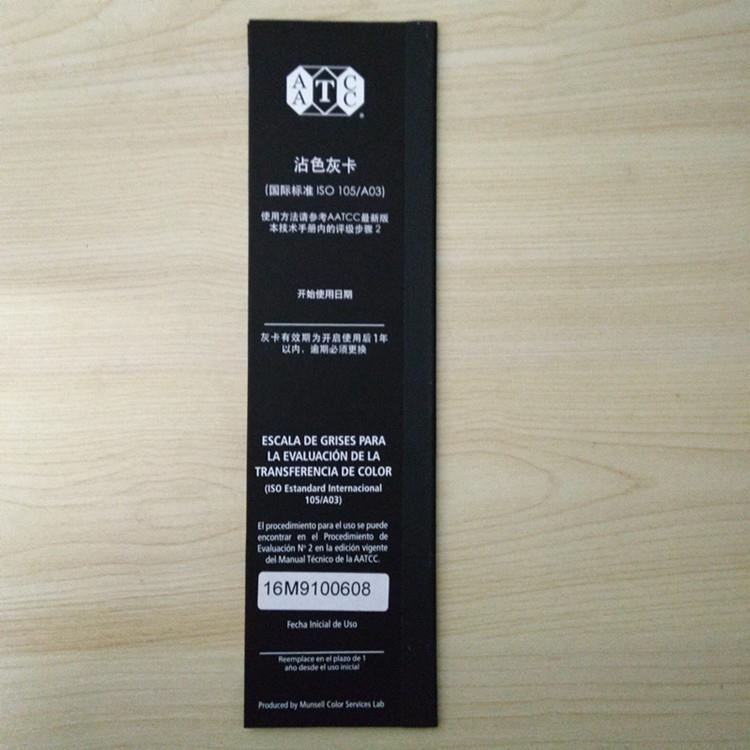 AATCC
沾色灰卡
(国际标准 ISO 105/A03)
使用方法请参考AATCC最新版
本技术手册内的评级步骤 2
开始使用日期
灰卡有效期为开启使用后1年
以内，逾期必须更换
ESCALA DE GRISES PARA
LA EVALUACIÓN DE LA
TRANSFERENCIA DE COLOR
(ISO Estandard Internacional
105/A03)
El procedimiento para el uso se puede
encontrar en el Procedimiento de
Evaluación Nº 2 en la edición vigente
del Manual Técnico de la AATCC.
16M9100608
Fecha Inicial de Uso
Reemplace en el plazo de 1
año desde el uso inicial
Produced by Munsell Color Services Lab